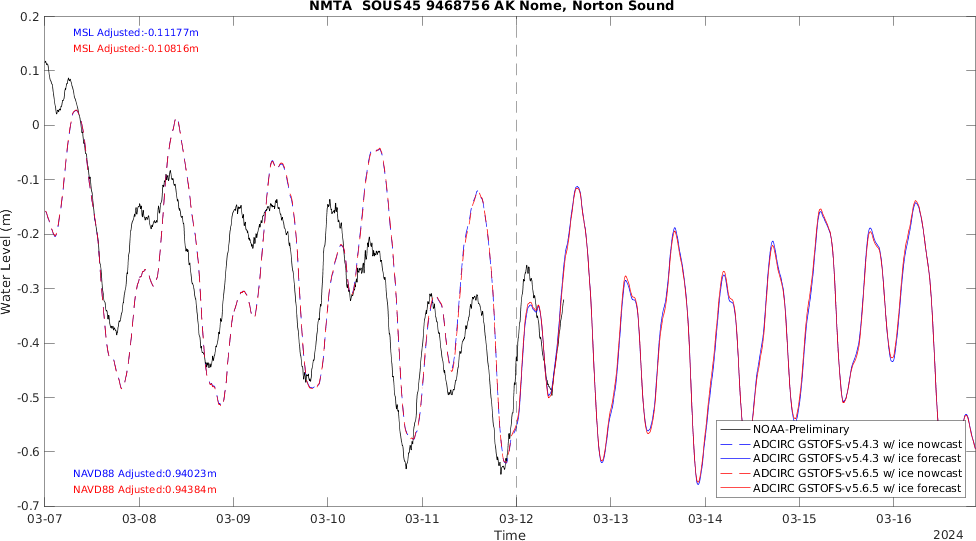 NMTA  SOUS45 9468756 AK Nome, Norton Sound
MSL Adjusted:-0.11177m
MSL Adjusted:-0.10816m
0.2
0.1
0
-0.1
-0.2
-0.3
-0.4
-0.5
-0.6
-0.7
Water Level (m)
NAVD88 Adjusted:0.94023m
NAVD88 Adjusted:0.94384m
NOAA-Preliminary
ADCIRC GSTOFS-v5.4.3 w/ ice nowcast
ADCIRC GSTOFS-v5.4.3 w/ ice forecast
ADCIRC GSTOFS-v5.6.5 w/ ice nowcast
ADCIRC GSTOFS-v5.6.5 w/ ice forecast
03-07 03-08 03-09 03-10 03-11 03-12 03-13 03-14 03-15 03-16
Time
2024